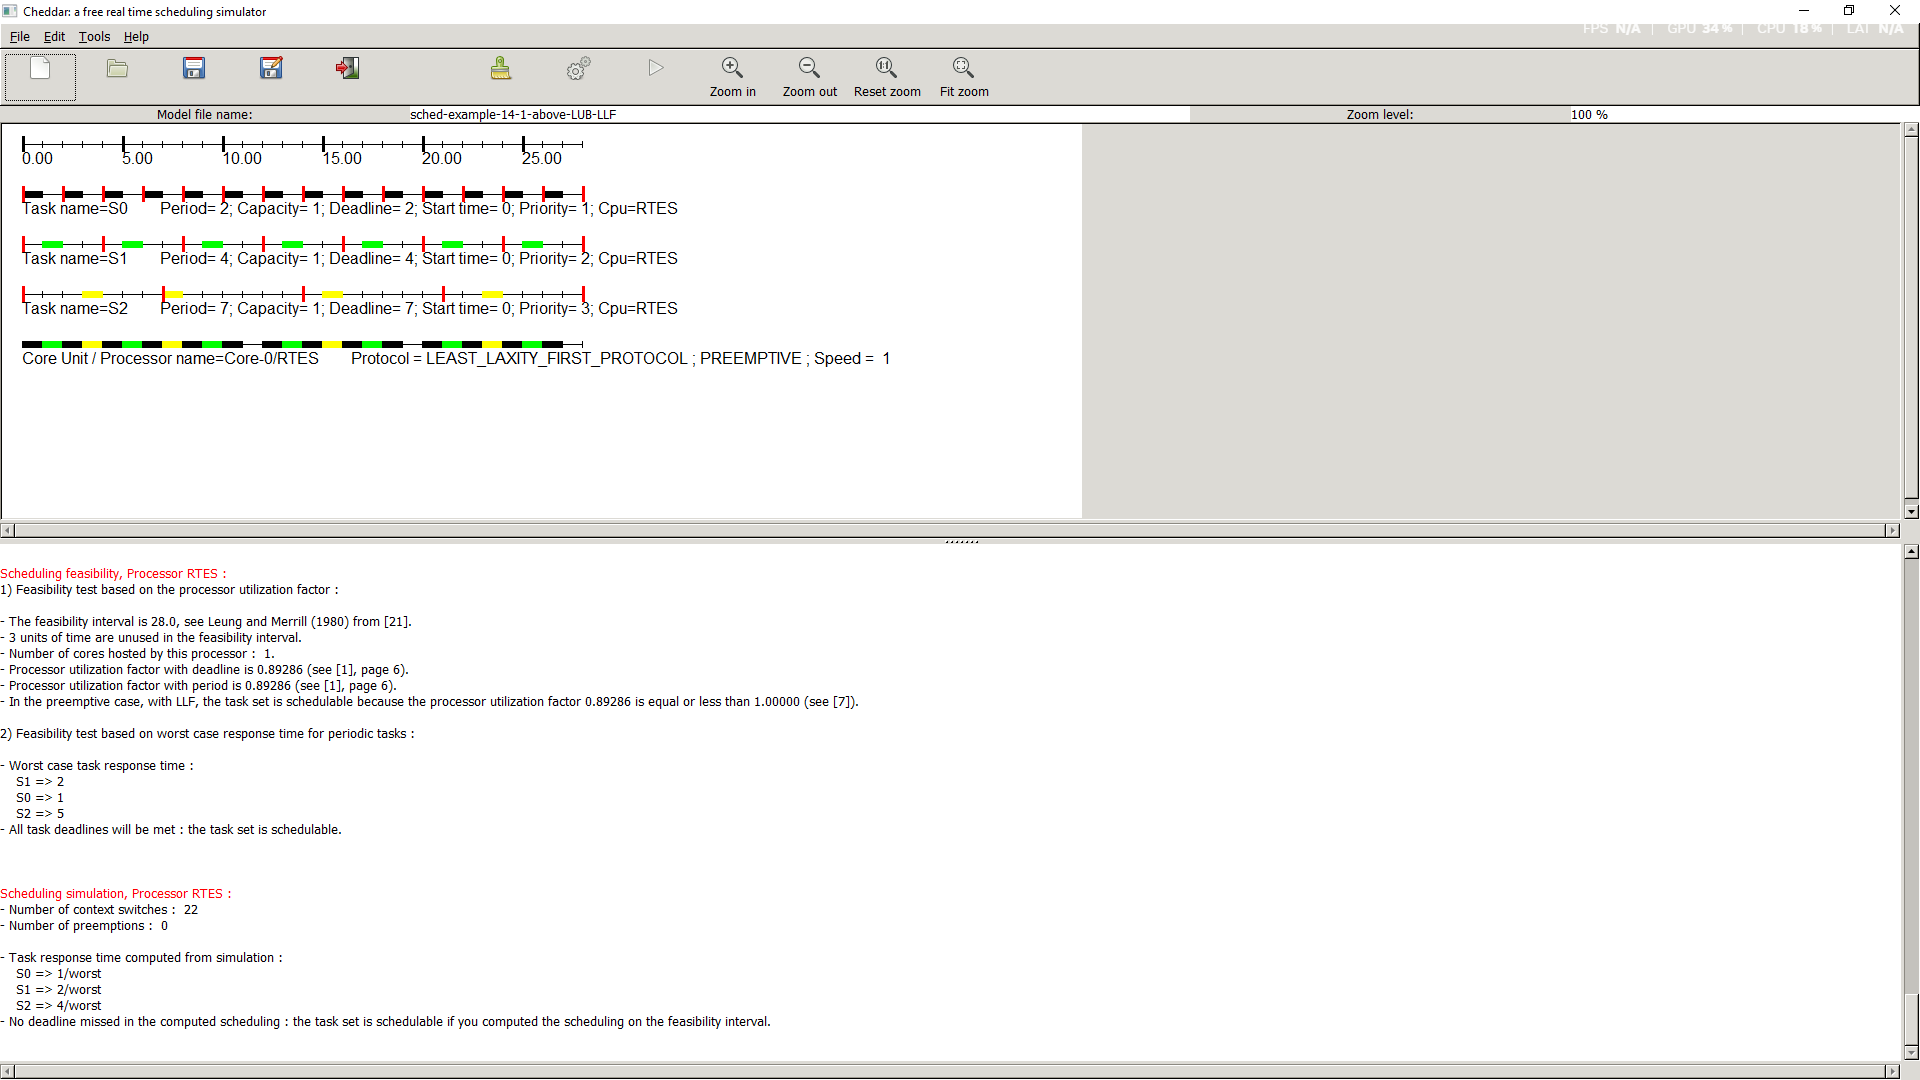 Cheddar: a free real time scheduling simulator
File Edit Tools Help
FPS N/A | GPU 34% | CPU 18% | LAT N/A
Zoom in Zoom out Reset zoom Fit zoom
Model file name: sched-example-14-1-above-LUB-LLF Zoom level: 100 %
0.00 5.00 10.00 15.00 20.00 25.00
Task name=S0 Period= 2; Capacity= 1; Deadline= 2; Start time= 0; Priority= 1; Cpu=RTES
Task name=S1 Period= 4; Capacity= 1; Deadline= 4; Start time= 0; Priority= 2; Cpu=RTES
Task name=S2 Period= 7; Capacity= 1; Deadline= 7; Start time= 0; Priority= 3; Cpu=RTES
Core Unit / Processor name=Core-0/RTES Protocol = LEAST_LAXITY_FIRST_PROTOCOL ; PREEMPTIVE ; Speed = 1
Scheduling feasibility, Processor RTES :
1) Feasibility test based on the processor utilization factor :
- The feasibility interval is 28.0, see Leung and Merrill (1980) from [21].
- 3 units of time are unused in the feasibility interval.
- Number of cores hosted by this processor : 1.
- Processor utilization factor with deadline is 0.89286 (see [1], page 6).
- Processor utilization factor with period is 0.89286 (see [1], page 6).
- In the preemptive case, with LLF, the task set is schedulable because the processor utilization factor 0.89286 is equal or less than 1.00000 (see [7]).
2) Feasibility test based on worst case response time for periodic tasks :
- Worst case task response time :
S1 => 2
S0 => 1
S2 => 5
- All task deadlines will be met : the task set is schedulable.
Scheduling simulation, Processor RTES :
- Number of context switches : 22
- Number of preemptions : 0
- Task response time computed from simulation :
S0 => 1/worst
S1 => 2/worst
S2 => 4/worst
- No deadline missed in the computed scheduling : the task set is schedulable if you computed the scheduling on the feasibility interval.